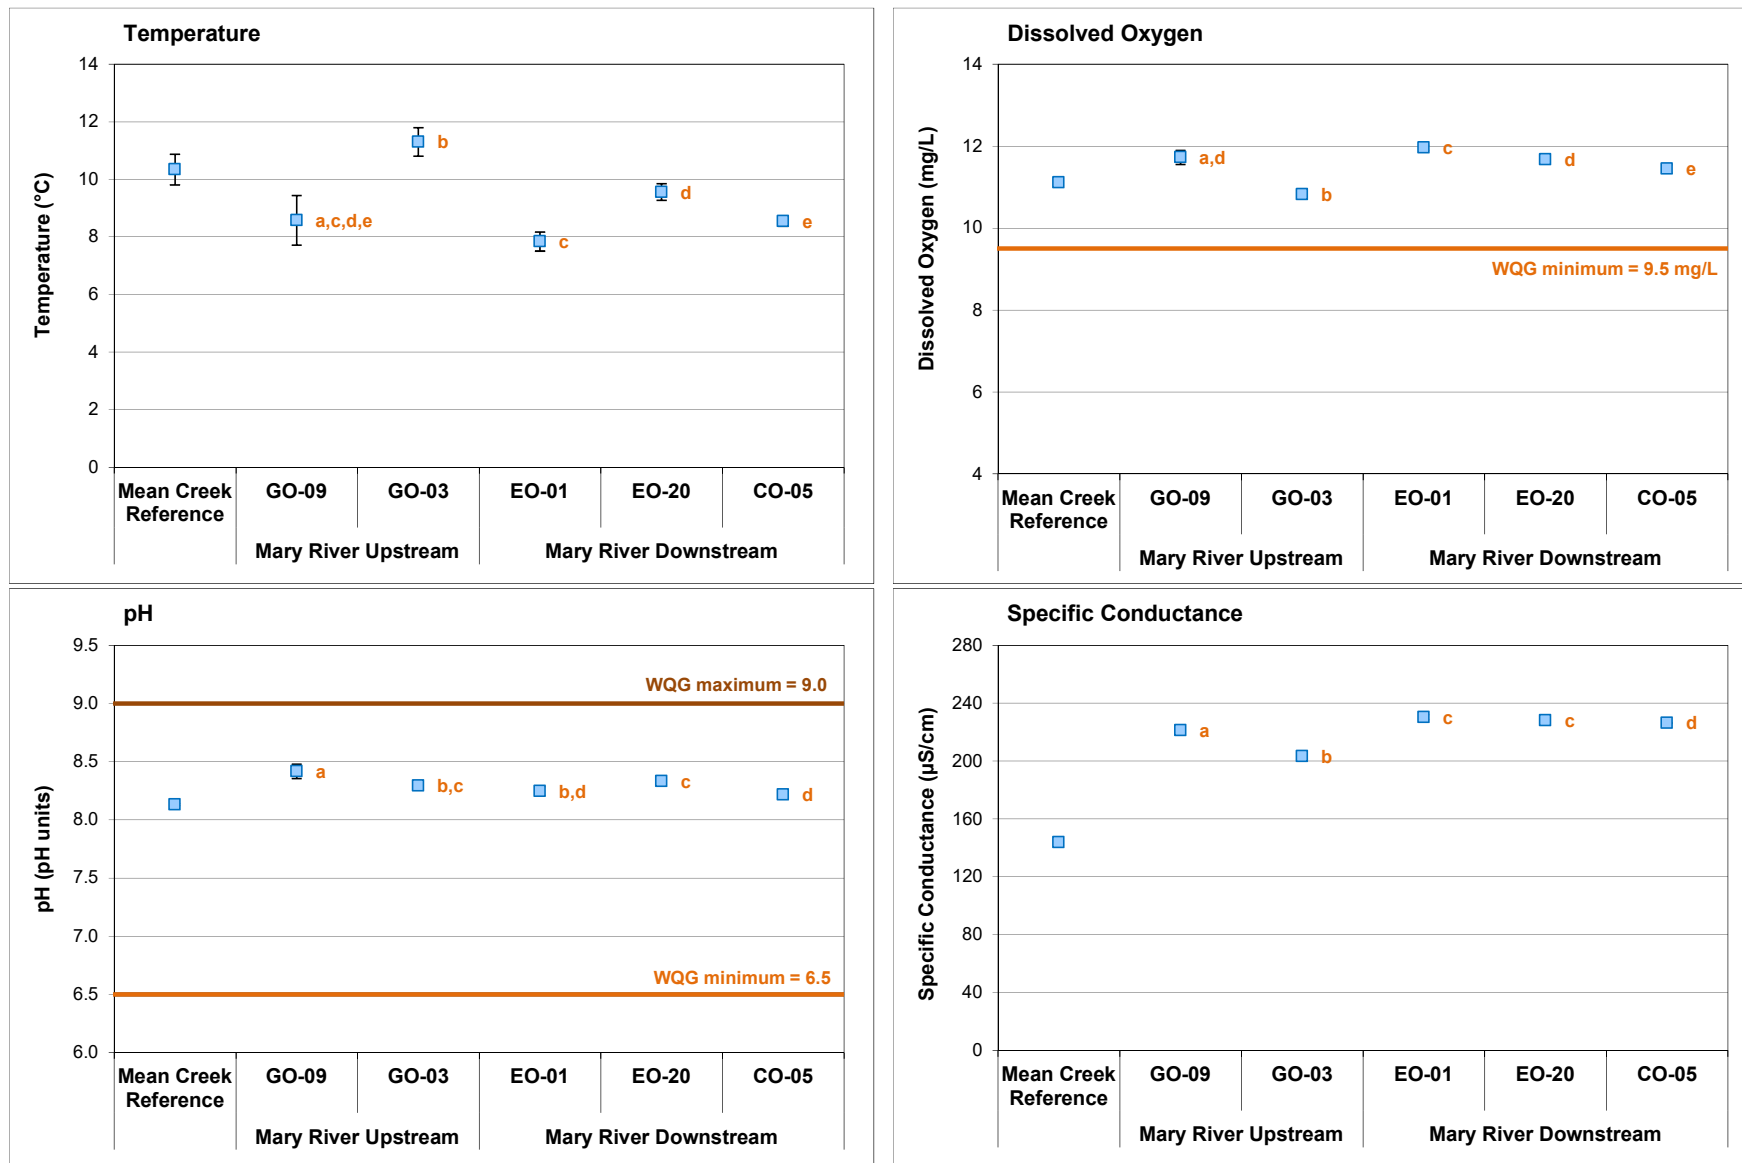 Temperature
Temperature (°C)
14
12
10
8
6
4
2
0
a,c,d,e
b
c
d
e
Mean Creek Reference
GO-09
GO-03
EO-01
EO-20
CO-05
Mary River Upstream
Mary River Downstream
Dissolved Oxygen
Dissolved Oxygen (mg/L)
14
12
10
8
6
4
a,d
b
c
d
e
WQG minimum = 9.5 mg/L
Mean Creek Reference
GO-09
GO-03
EO-01
EO-20
CO-05
Mary River Upstream
Mary River Downstream
pH
pH (pH units)
9.5
9.0
8.5
8.0
7.5
7.0
6.5
6.0
WQG maximum = 9.0
a
b,c
b,d
c
d
WQG minimum = 6.5
Mean Creek Reference
GO-09
GO-03
EO-01
EO-20
CO-05
Mary River Upstream
Mary River Downstream
Specific Conductance
Specific Conductance (µS/cm)
280
240
200
160
120
80
40
0
a
b
c
c
d
Mean Creek Reference
GO-09
GO-03
EO-01
EO-20
CO-05
Mary River Upstream
Mary River Downstream